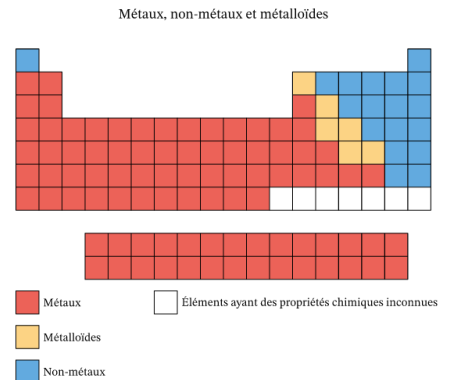 Métaux, non-métaux et métalloïdes
Métaux
Éléments ayant des propriétés chimiques inconnues
Métalloïdes
Non-métaux